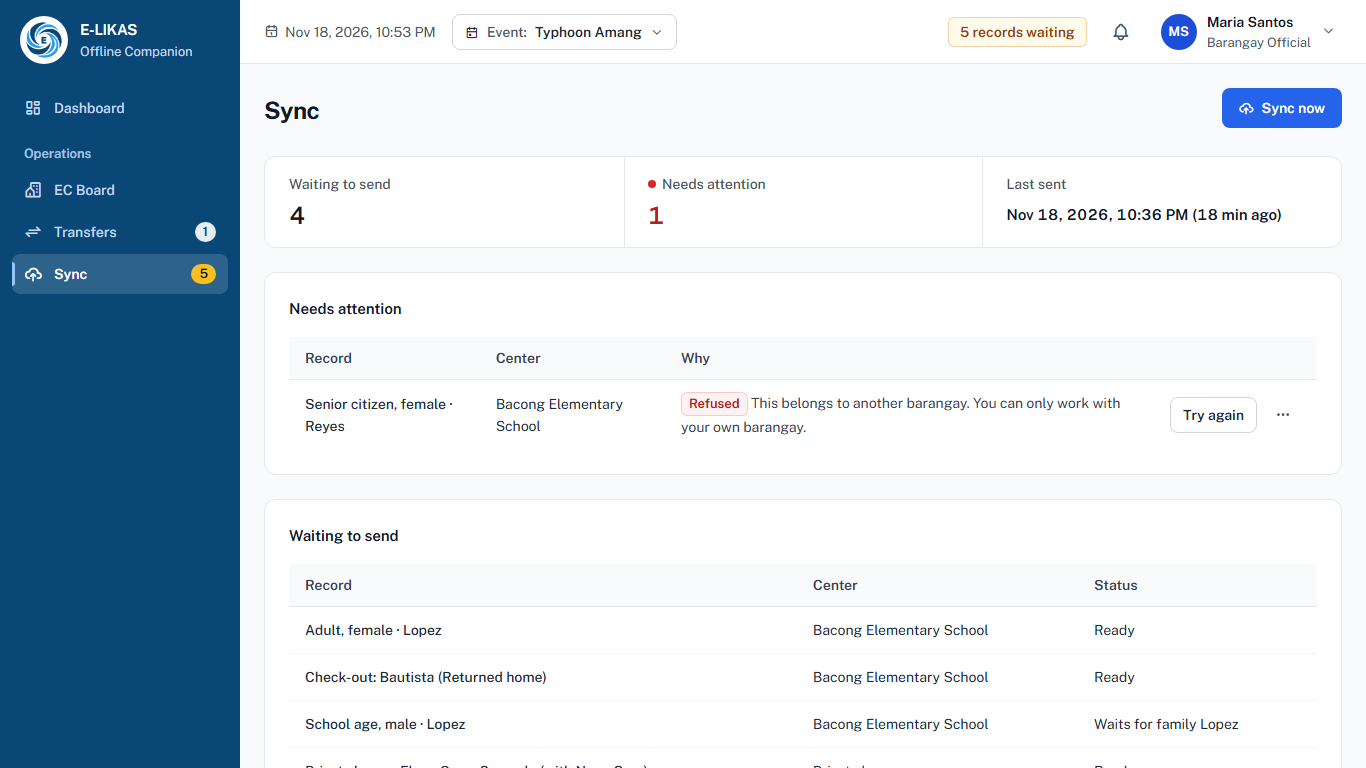 E-LIKAS
Offline Companion
Dashboard
Operations
EC Board
Transfers 1
Sync 5
Nov 18, 2026, 10:53 PM
Event: Typhoon Amang
5 records waiting
MS
Maria Santos
Barangay Official
Sync
Sync now
Waiting to send
4
Needs attention
1
Last sent
Nov 18, 2026, 10:36 PM (18 min ago)
Needs attention
Record Center Why
Senior citizen, female ·
Reyes
Bacong Elementary
School
Refused This belongs to another barangay. You can only work with
your own barangay.
Try again
Waiting to send
Record Center Status
Adult, female · Lopez Bacong Elementary School Ready
Check-out: Bautista (Returned home) Bacong Elementary School Ready
School age, male · Lopez Bacong Elementary School Waits for family Lopez